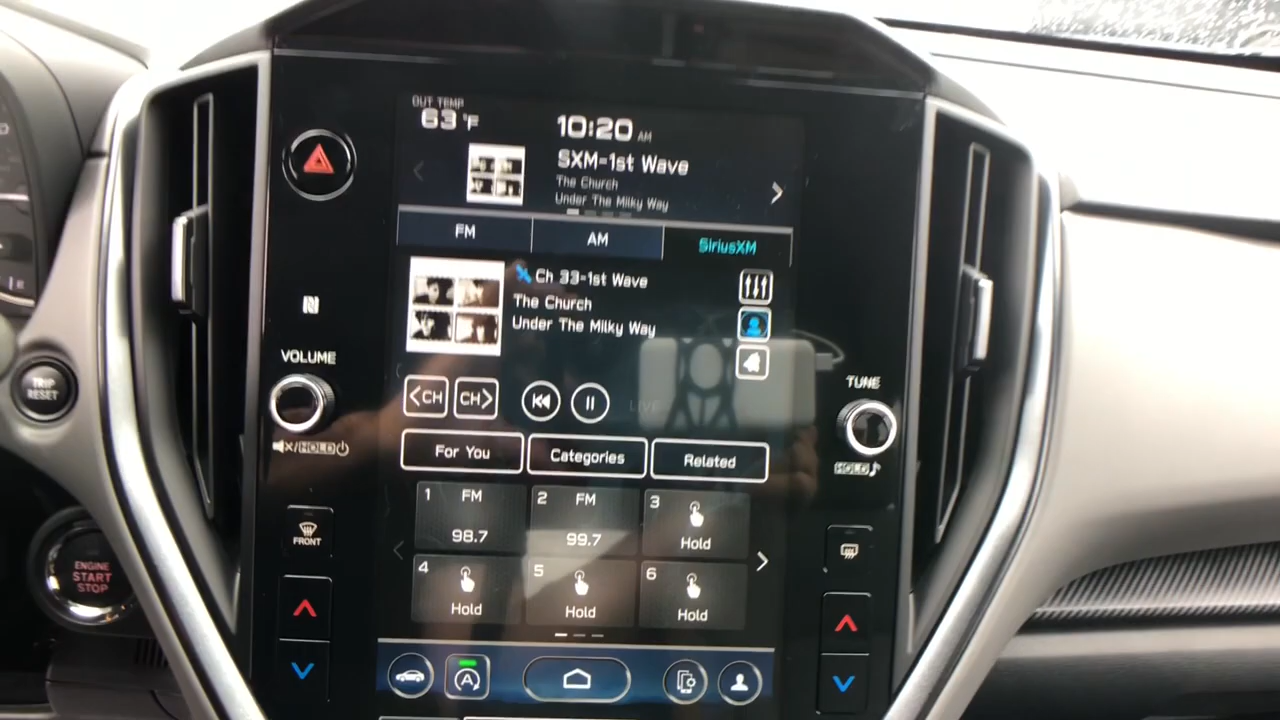 OUT TEMP
63 °F
10:20 AM
SXM-1st Wave
The Church
Under The Milky Way
FM
AM
SiriusXM
Ch 33-1st Wave
The Church
Under The Milky Way
VOLUME
TUNE
TRIP
RESET
<CH
CH>
LIVE
/HOLD
HOLD
For You
Categories
Related
1 FM
98.7
2 FM
99.7
3
Hold
4
Hold
5
Hold
6
Hold
FRONT
ENGINE
START
STOP
A